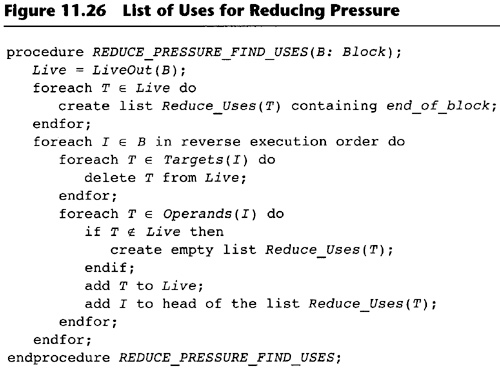 Figure 11.26 List of Uses for Reducing Pressure
procedure REDUCE_PRESSURE_FIND_USES(B: Block);
Live = LiveOut(B);
foreach T ∈ Live do
create list Reduce_Uses(T) containing end_of_block;
endfor;
foreach I ∈ B in reverse execution order do
foreach T ∈ Targets(I) do
delete T from Live;
endfor;
foreach T ∈ Operands(I) do
if T ∉ Live then
create empty list Reduce_Uses(T);
endif;
add T to Live;
add I to head of the list Reduce_Uses(T);
endfor;
endfor;
endprocedure REDUCE_PRESSURE_FIND_USES;